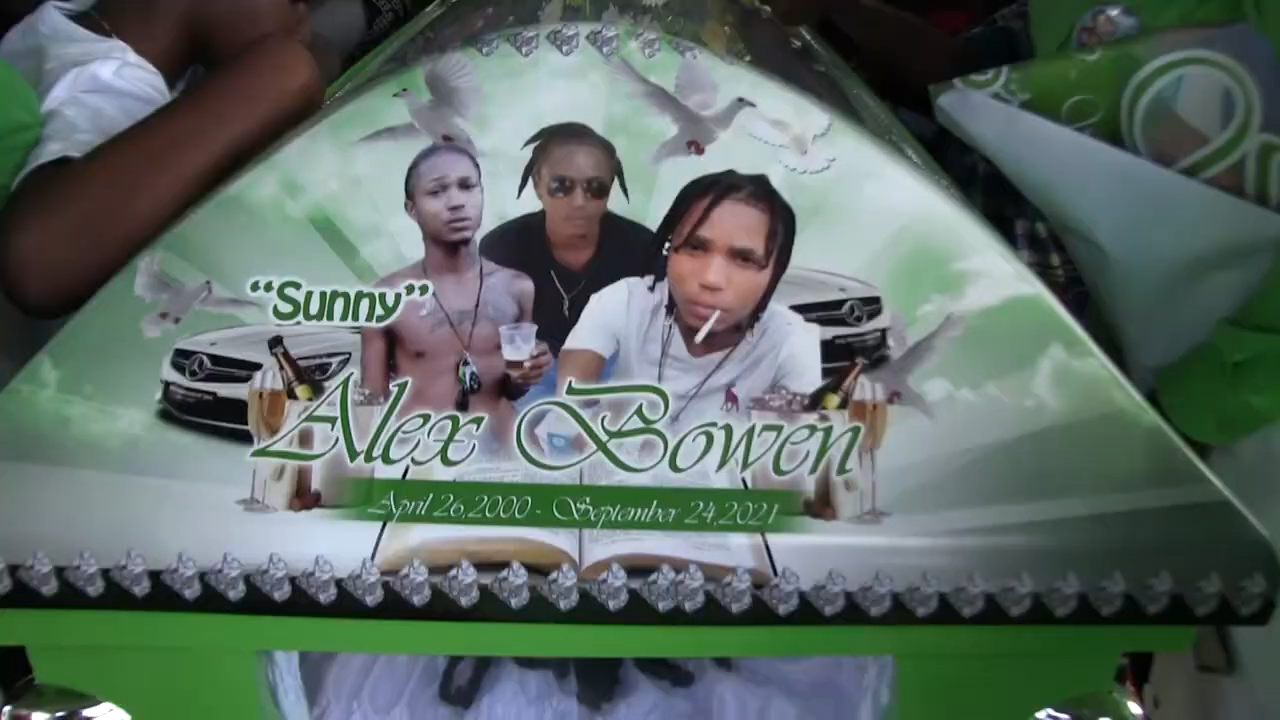 “Sunny”
Alex Bowen
April 26,2000 - September 24,2021